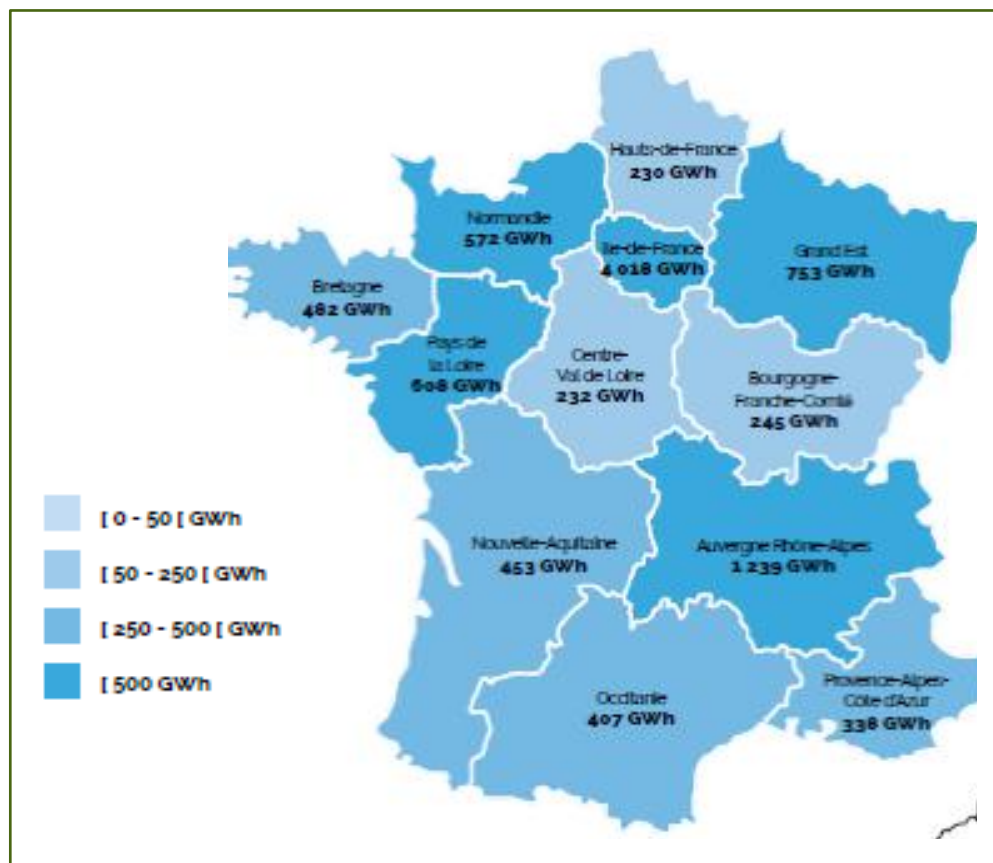 Hauts-de-France
230 GWh
Normandie
572 GWh
Ile-de-France
4 018 GWh
Grand Est
753 GWh
Bretagne
482 GWh
Pays de
la Loire
608 GWh
Centre-
Val de Loire
232 GWh
Bourgogne-
Franche-Comté
245 GWh
[ 0 - 50 [ GWh
[ 50 - 250 [ GWh
[ 250 - 500 [ GWh
[ 500 GWh
Nouvelle-Aquitaine
453 GWh
Auvergne Rhône-Alpes
1 239 GWh
Occitanie
407 GWh
Provence-Alpes-
Côte d'Azur
338 GWh